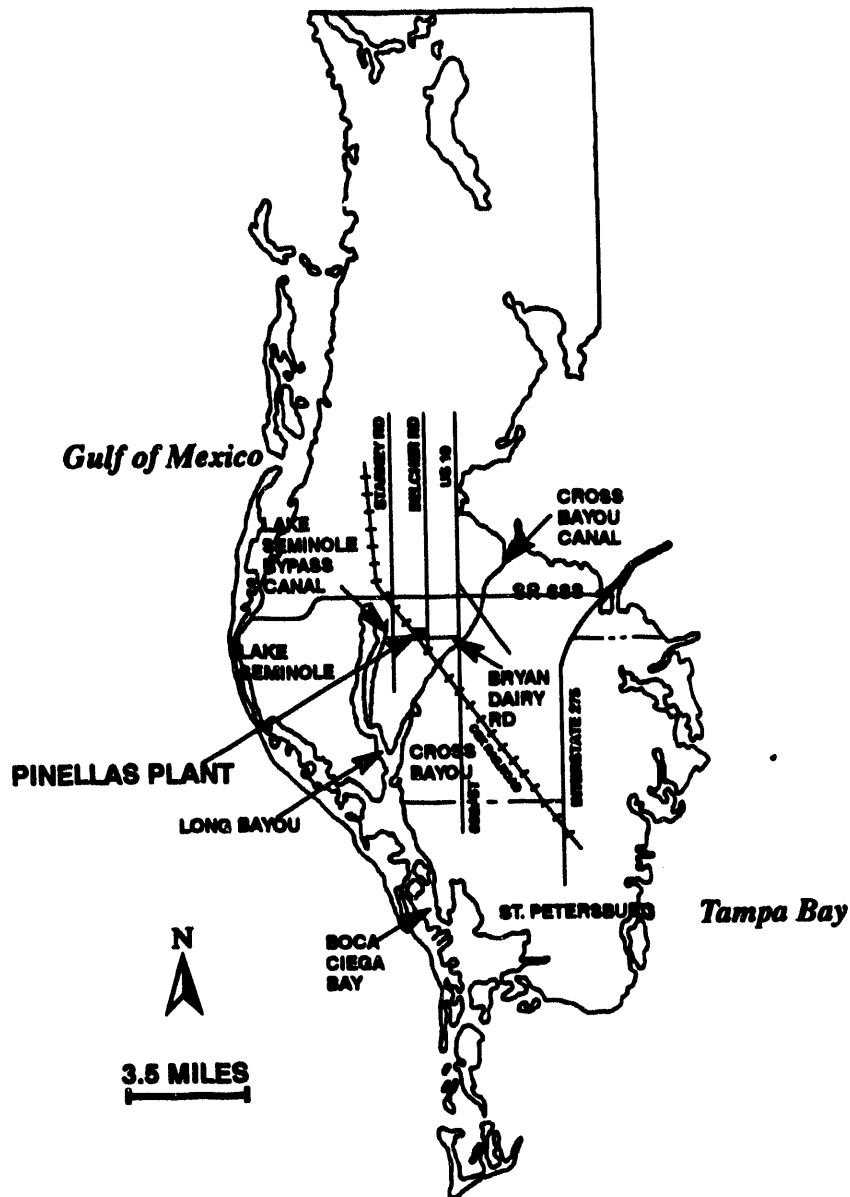 Gulf of Mexico
STARKEY RD
BELCHER RD
US 19
CROSS
BAYOU
CANAL
LAKE
SEMINOLE
BYPASS
CANAL
SR 688
LAKE
SEMINOLE
BRYAN
DAIRY
RD
INTERSTATE 275
CROSS
BAYOU
PINELLAS PLANT
LONG BAYOU
ST. PETERSBURG
Tampa Bay
BOCA
CIEGA
BAY
N
3.5 MILES